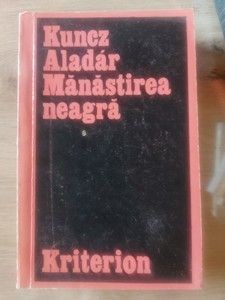 Kuncz
Aladár
Mănăstirea
neagră
Kriterion